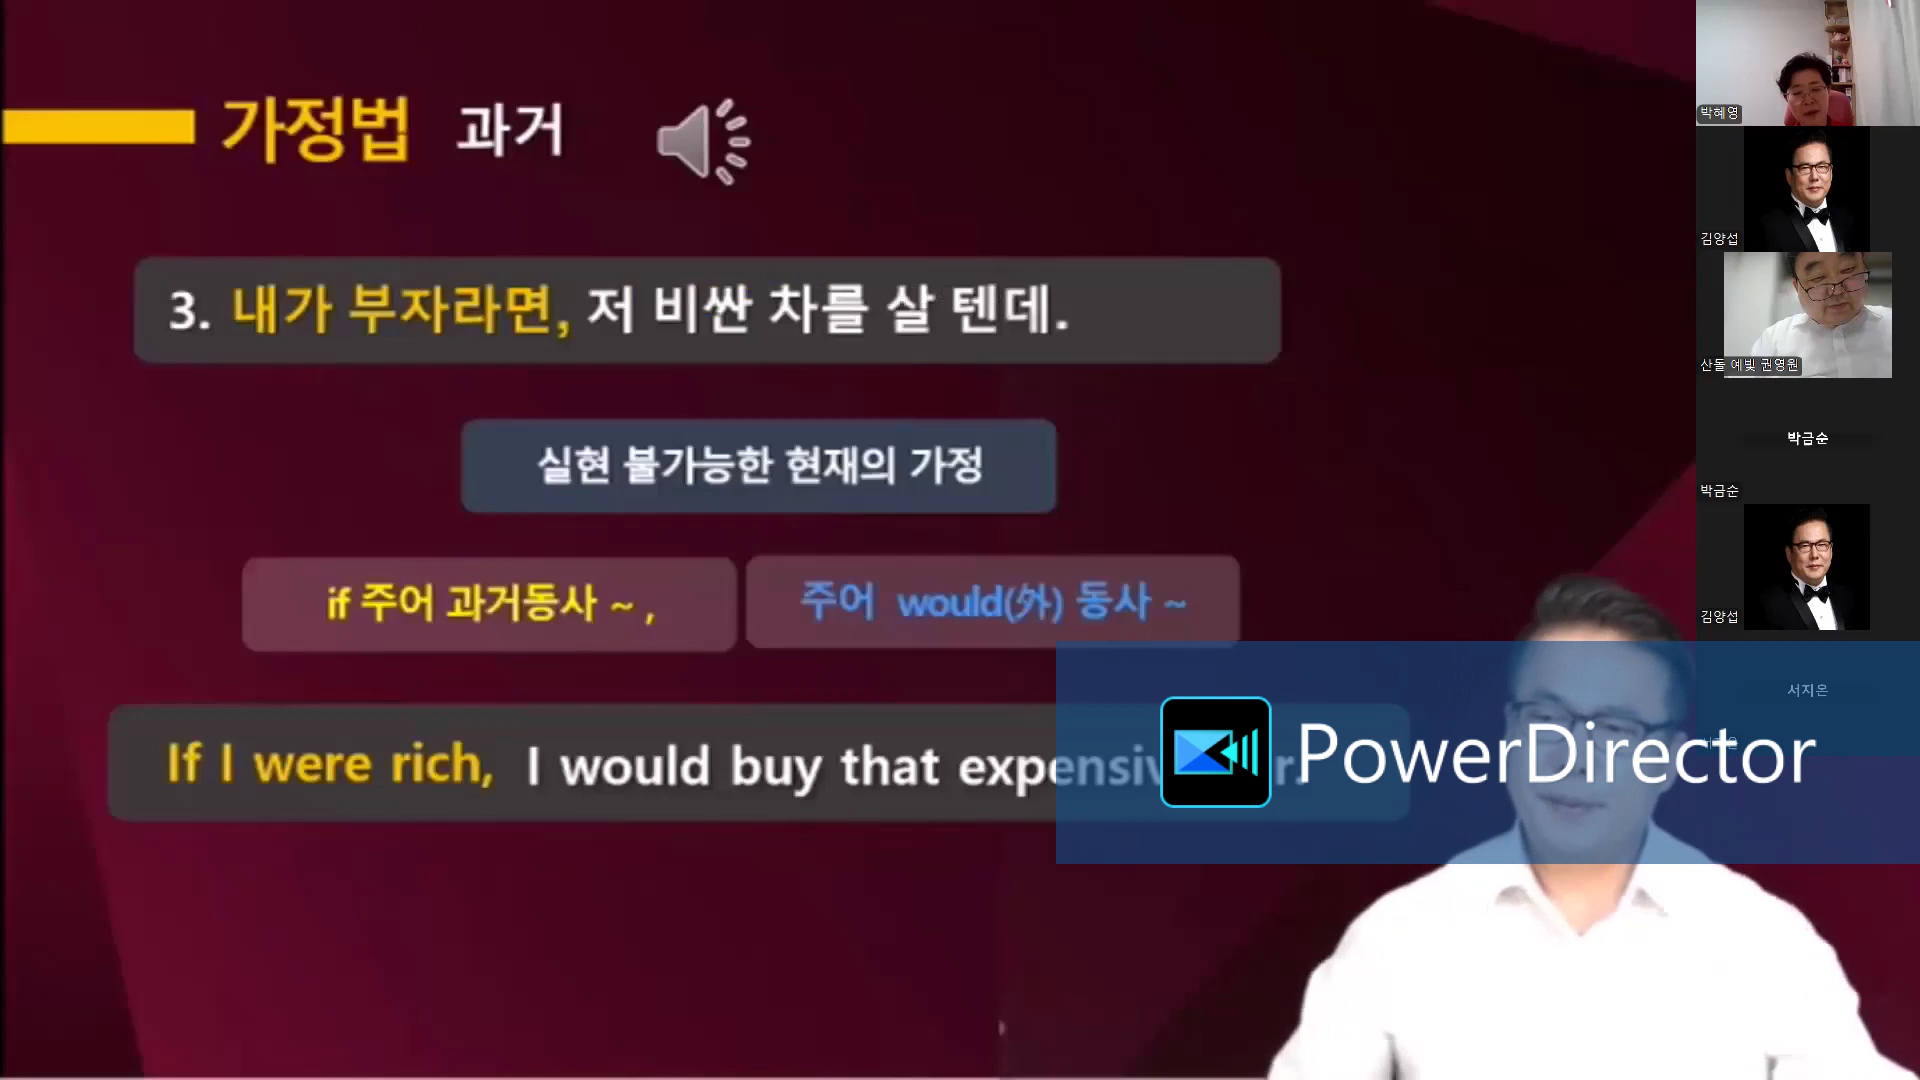 가정법 과거
3. 내가 부자라면, 저 비싼 차를 살 텐데.
실현 불가능한 현재의 가정
if 주어 과거동사 ~ , 주어 would(外) 동사 ~
If I were rich, I would buy that
PowerDirector
박혜영
김양섭
산돌 예빛 권영원
박금순
박금순
김양섭
서지온